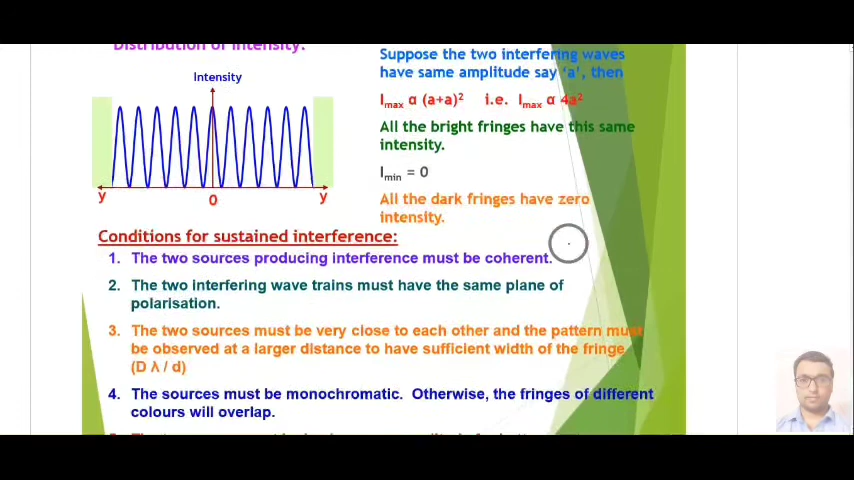 Distribution of Intensity:
Intensity
y
0
y
Suppose the two interfering waves
have same amplitude say ‘a’, then
Imax α (a+a)2 i.e. Imax α 4a2
All the bright fringes have this same
intensity.
Imin = 0
All the dark fringes have zero
intensity.
Conditions for sustained interference:
1. The two sources producing interference must be coherent.
2. The two interfering wave trains must have the same plane of
polarisation.
3. The two sources must be very close to each other and the pattern must
be observed at a larger distance to have sufficient width of the fringe
(D λ / d)
4. The sources must be monochromatic. Otherwise, the fringes of different
colours will overlap.